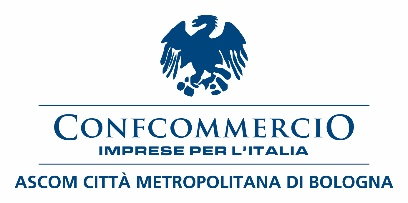 CONFCOMMERCIO
IMPRESE PER L'ITALIA
ASCOM CITTÀ METROPOLITANA DI BOLOGNA